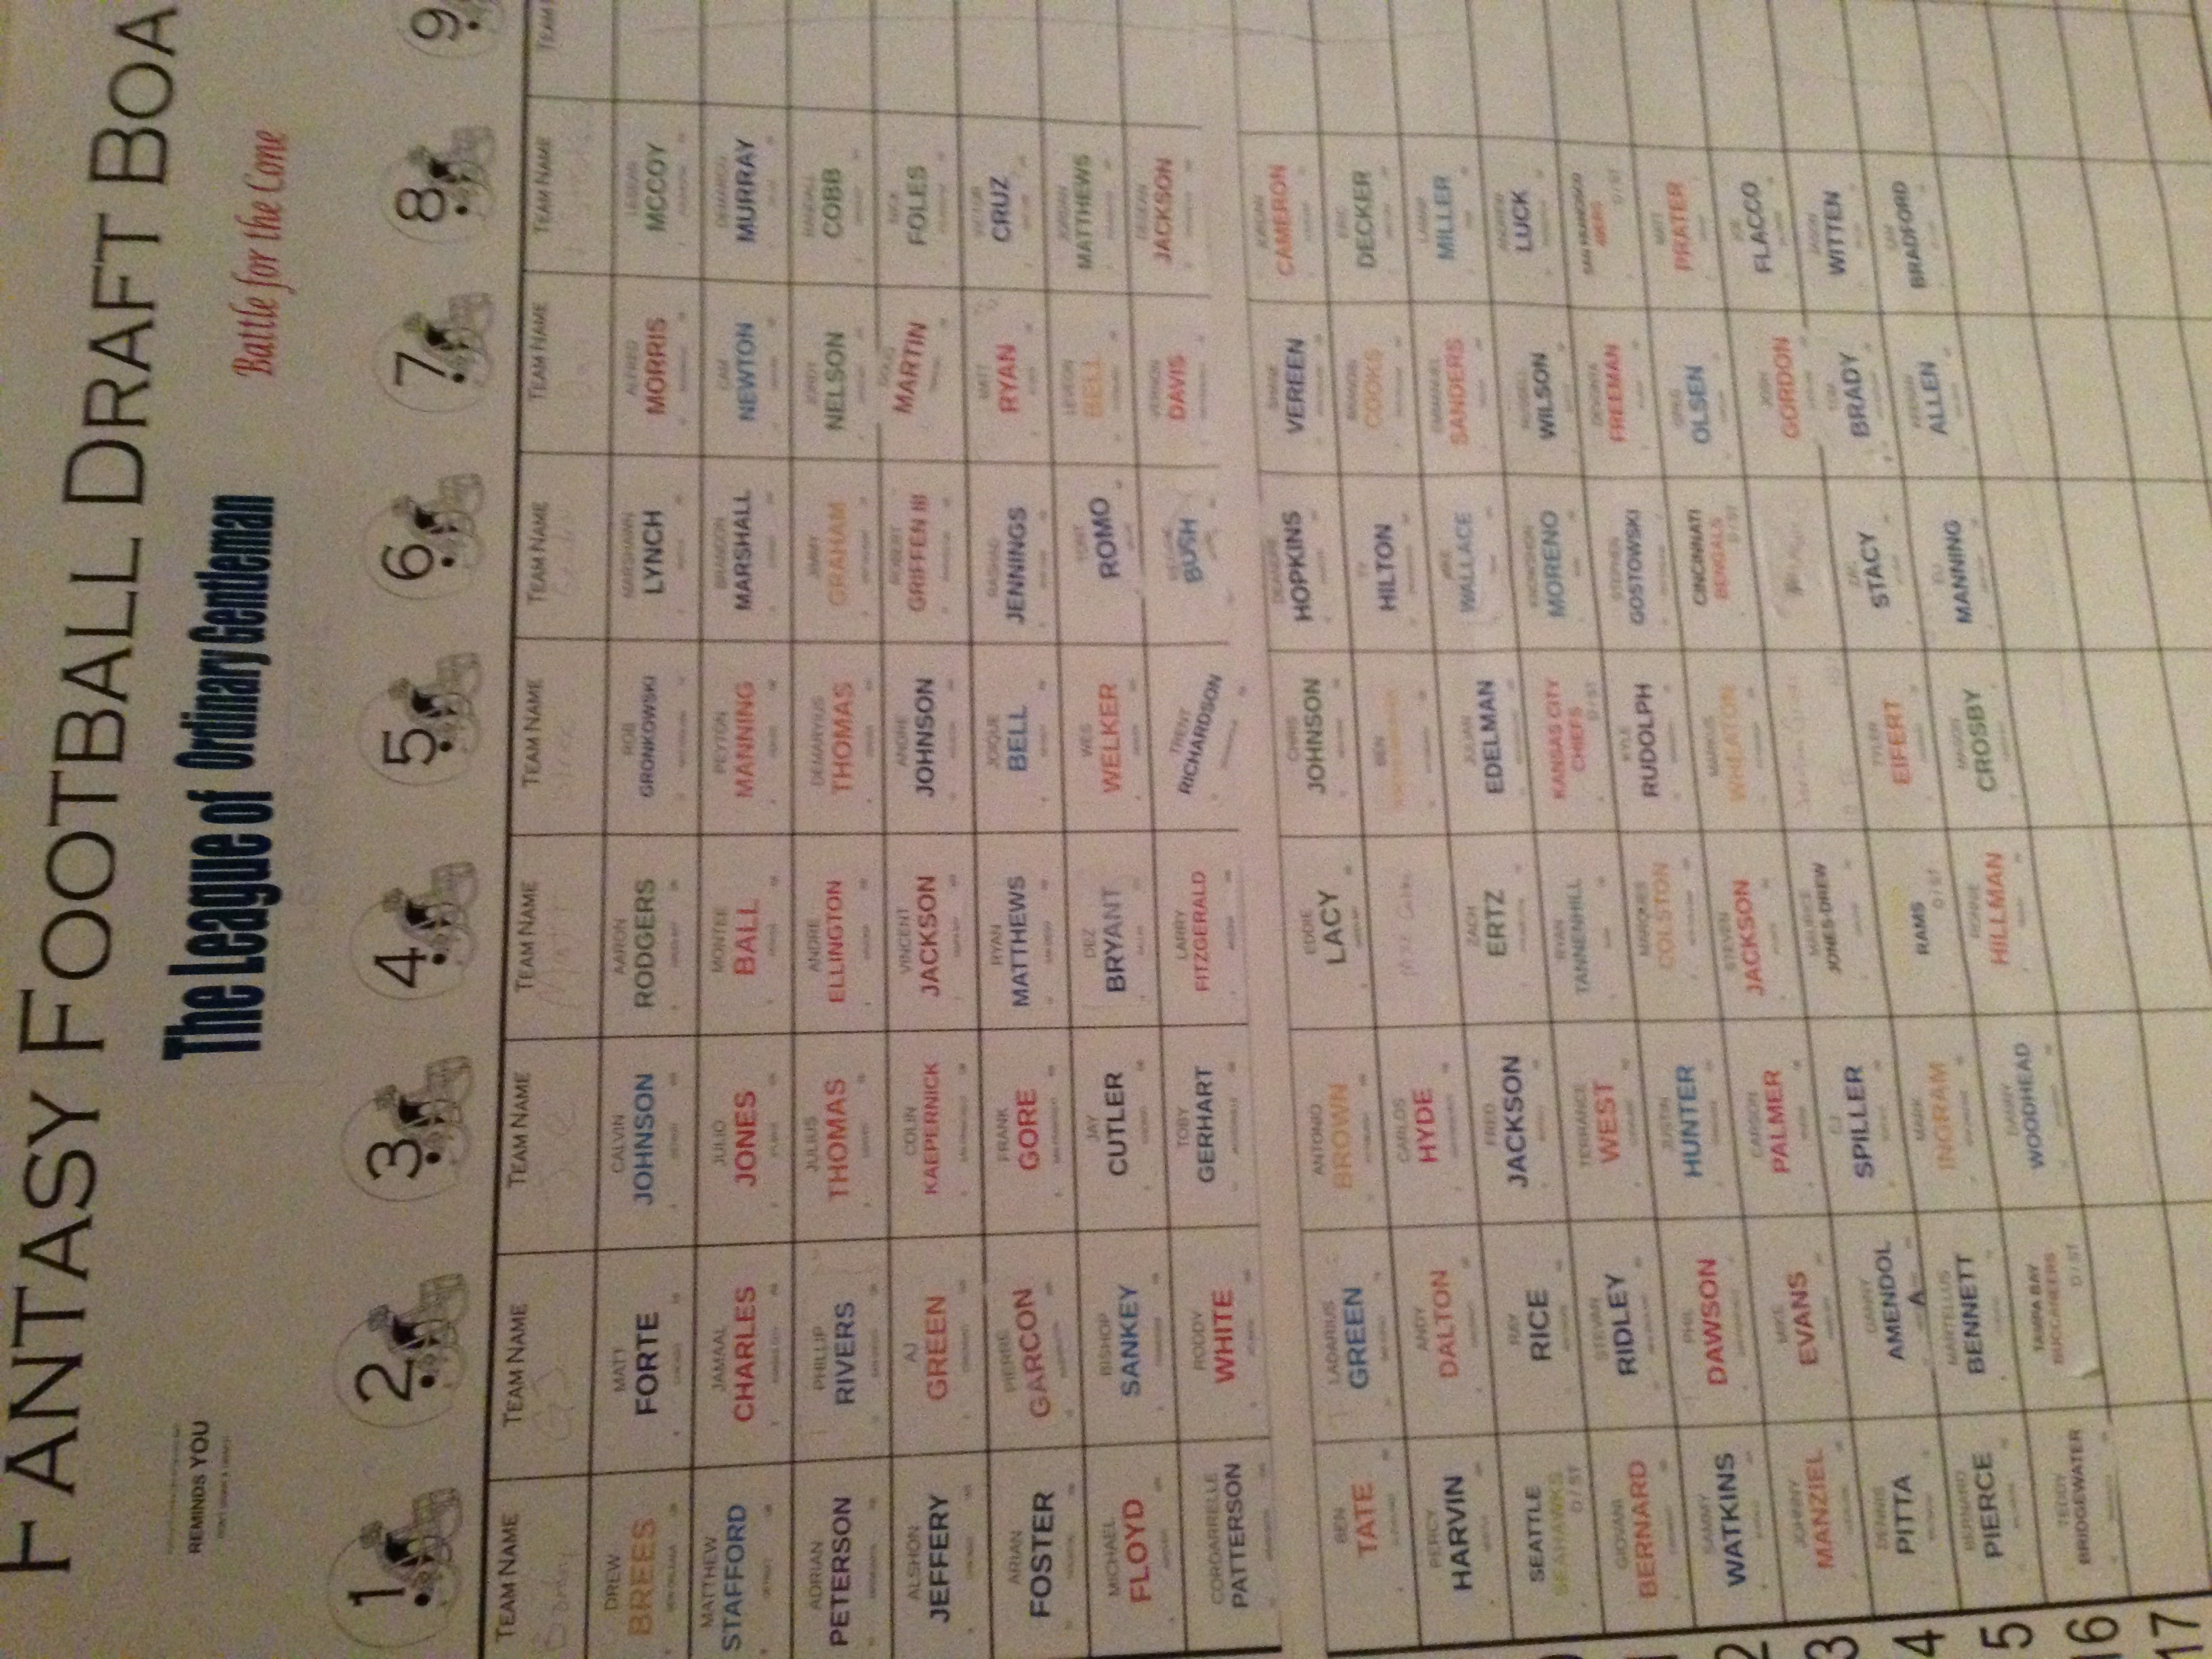 FANTASY FOOTBALL DRAFT BOA
REMINDS YOU
The League of Ordinary Gentleman
Battle for the Cone
1 2 3 4 5 6 7 8 9
TEAM NAME TEAM NAME TEAM NAME TEAM NAME TEAM NAME TEAM NAME TEAM NAME TEAM NAME TEAM
Joe Matt
DREW MATT CALVIN AARON ROB MARSHAWN ALFRED LESEAN
BREES FORTE JOHNSON RODGERS GRONKOWSKI LYNCH MORRIS MCCOY
MATTHEW JAMAAL JULIO MONTEE PEYTON BRANDON CAM DEMARCO
STAFFORD CHARLES JONES BALL MANNING MARSHALL NEWTON MURRAY
ADRIAN PHILLIP JULIUS ANDRE DEMARYIUS JIMMY JORDY RANDALL
PETERSON RIVERS THOMAS ELLINGTON THOMAS GRAHAM NELSON COBB
ALSHON AJ COLIN VINCENT ANDRE ROBERT DOUG NICK
JEFFERY GREEN KAEPERNICK JACKSON JOHNSON GRIFFEN III MARTIN FOLES
ARIAN PIERRE FRANK RYAN JOIQUE RASHAD MATT VICTOR
FOSTER GARCON GORE MATTHEWS BELL JENNINGS RYAN CRUZ
MICHAEL BISHOP JAY DEZ WES TONY LEVEON JORDAN
FLOYD SANKEY CUTLER BRYANT WELKER ROMO BELL MATTHEWS
CORDARRELLE RODDY TOBY LARRY TRENT REGGIE VERNON DESEAN
PATTERSON WHITE GERHART FITZGERALD RICHARDSON BUSH DAVIS JACKSON
BEN LADARIUS ANTONIO EDDIE CHRIS DEANDRE SHANE JORDAN
TATE GREEN BROWN LACY JOHNSON HOPKINS VEREEN CAMERON
PERCY ANDY CARLOS BEN TY BRANDIN ERIC
HARVIN DALTON HYDE HILTON COOKS DECKER
SEATTLE RAY FRED ZACH JULIAN MIKE EMMANUEL LAMAR
SEAHAWKS RICE JACKSON ERTZ EDELMAN WALLACE SANDERS MILLER
D / ST
GIOVANI STEVAN TERRANCE RYAN KANSAS CITY KNOWSHON RUSSELL ANDREW
BERNARD RIDLEY WEST TANNENHILL CHIEFS MORENO WILSON LUCK
D / ST
SAMMY PHIL JUSTIN MARQUES KYLE STEPHEN DEVONTA SAN FRANCISCO
2 WATKINS DAWSON HUNTER COLSTON RUDOLPH GOSTOWSKI FREEMAN 49ERS
D / ST
JOHNNY MIKE CARSON STEVEN MARKUS CINCINNATI GREG MATT
3 MANZIEL EVANS PALMER JACKSON WHEATON BENGALS OLSEN PRATER
D / ST
DENNIS DANNY CJ MAURICE JOSH JOE
4 PITTA AMENDOL SPILLER JONES-DREW GORDON FLACCO
A
BERNARD MARTELLUS MARK RAMS TYLER ZAC TOM JASON
5 PIERCE BENNETT INGRAM D / ST EIFERT STACY BRADY WITTEN
TEDDY TAMPA BAY DANNY RONNIE MASON ELI KEENAN SAM
16 BRIDGEWATER BUCCANEERS WOODHEAD HILLMAN CROSBY MANNING ALLEN BRADFORD
D / ST
17